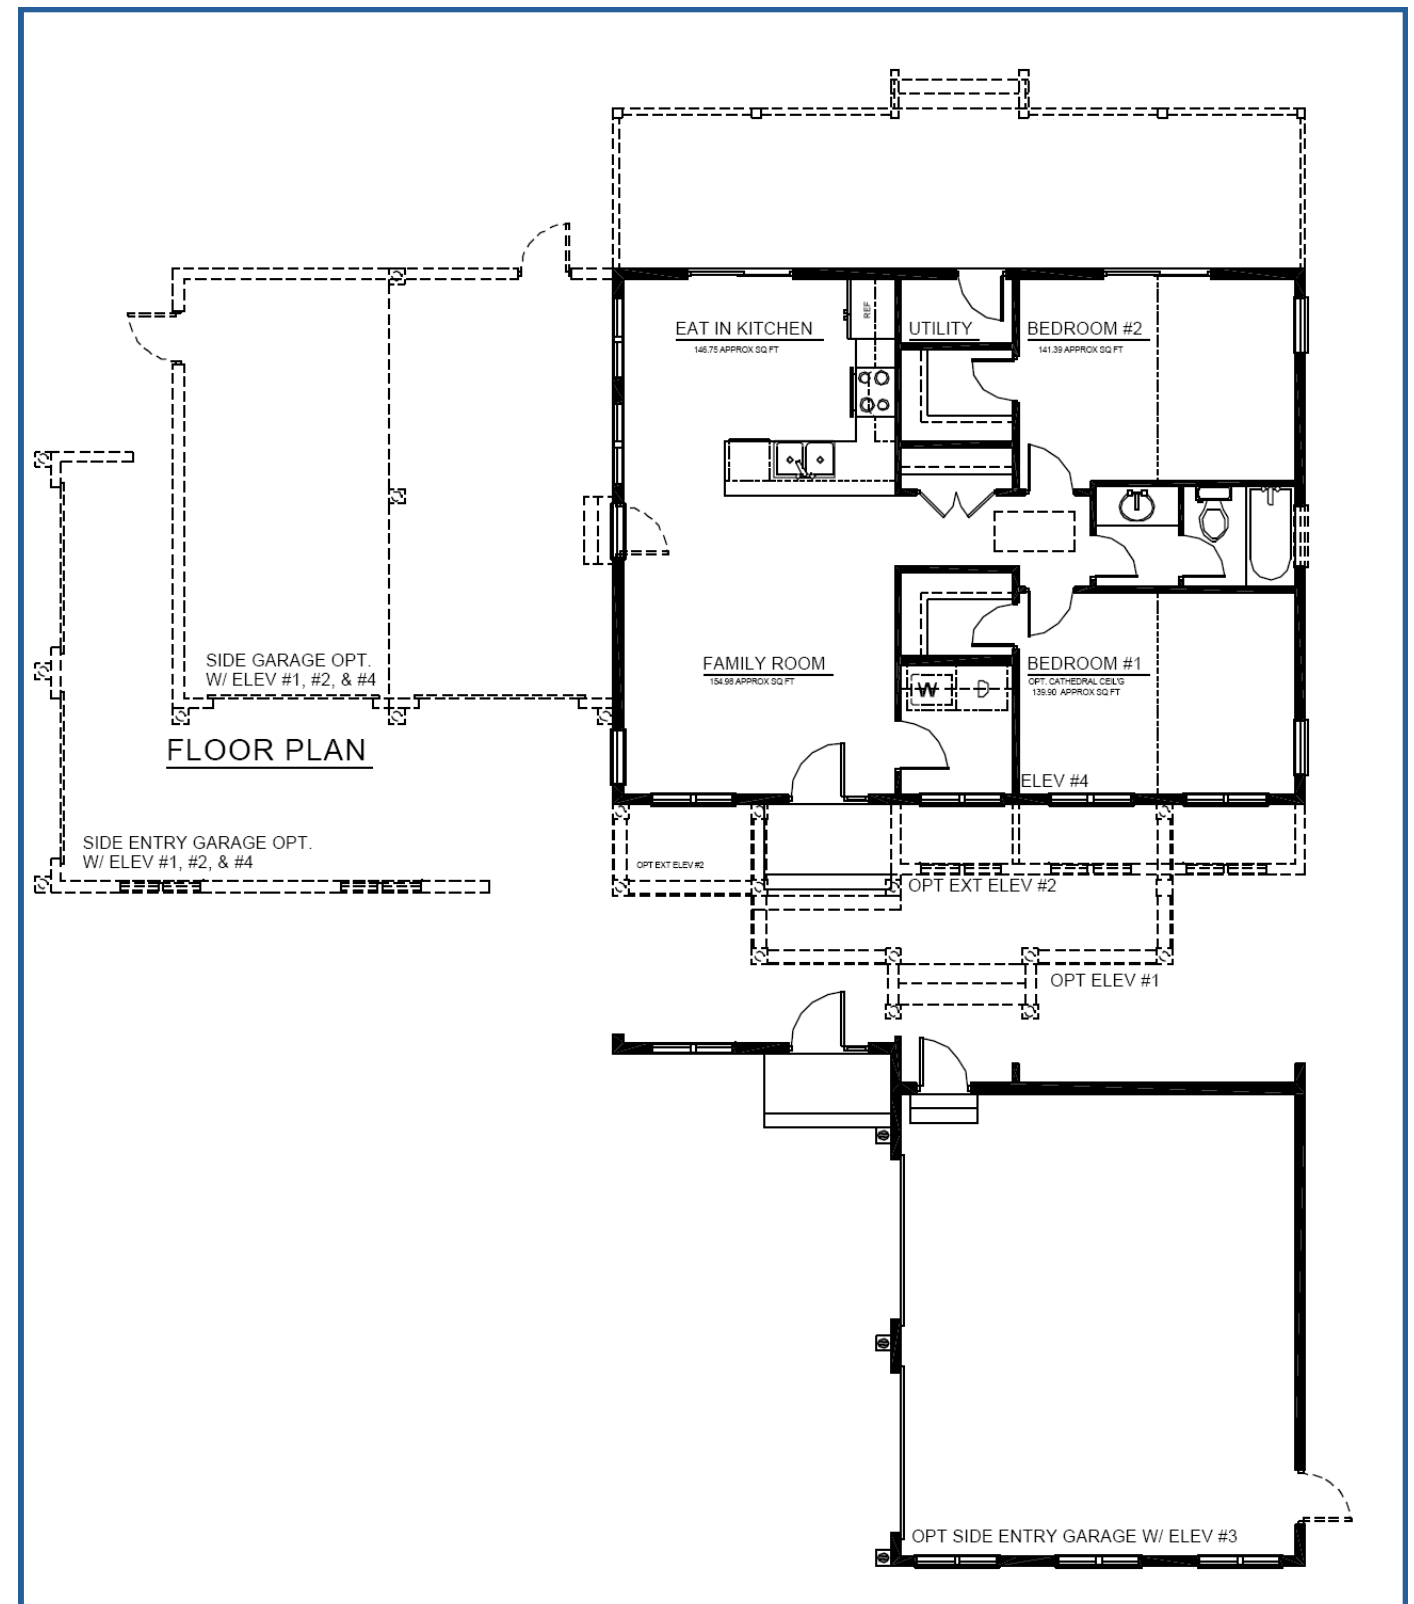 EAT IN KITCHEN
146.75 APPROX SQ FT
REF
UTILITY
BEDROOM #2
141.39 APPROX SQ FT
SIDE GARAGE OPT.
W/ ELEV #1, #2, & #4
FAMILY ROOM
154.98 APPROX SQ FT
W
D
BEDROOM #1
OPT. CATHEDRAL CEIL'G
139.90 APPROX SQ FT
FLOOR PLAN
ELEV #4
SIDE ENTRY GARAGE OPT.
W/ ELEV #1, #2, & #4
OPT EXT ELEV #2
OPT EXT ELEV #2
OPT ELEV #1
OPT SIDE ENTRY GARAGE W/ ELEV #3